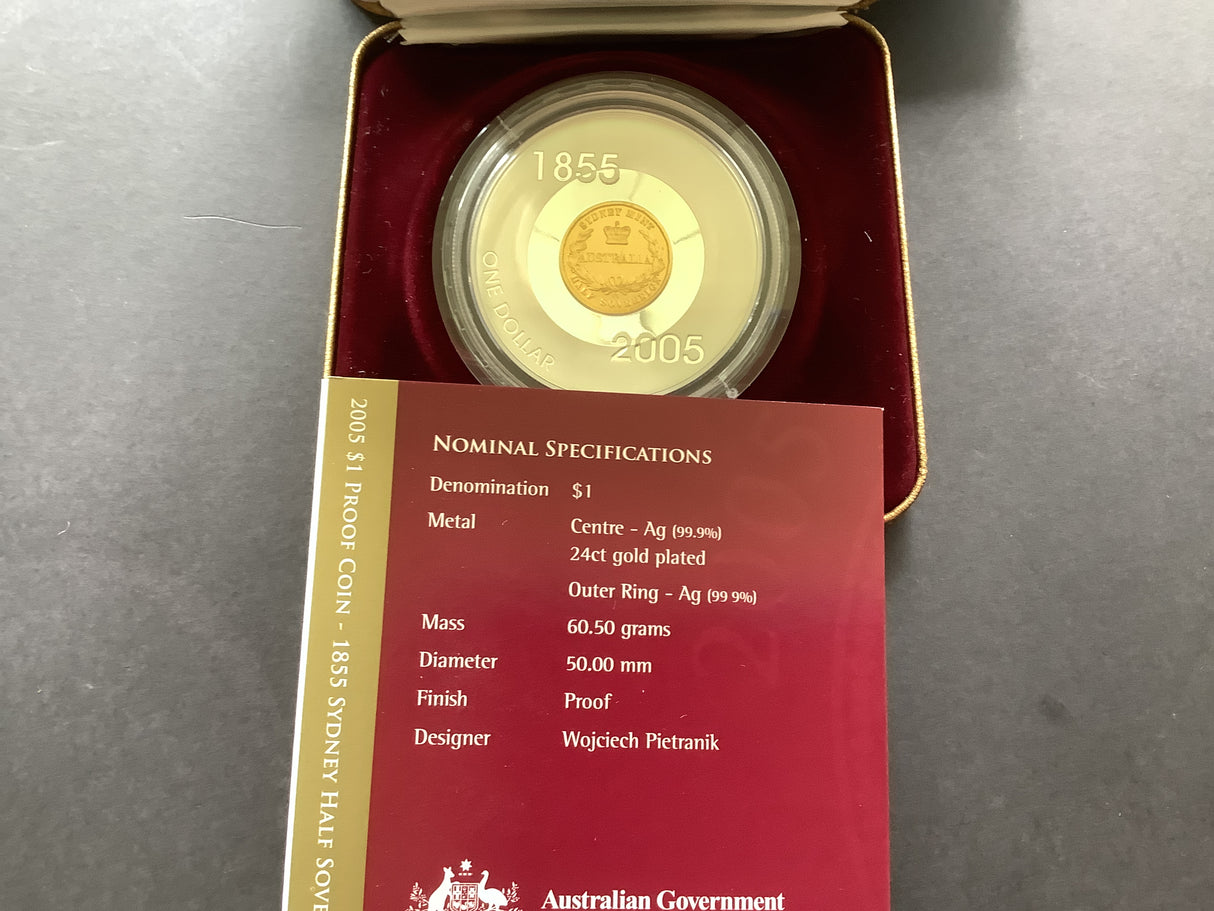 1855
SYDNEY MINT
AUSTRALIA
HALF SOVEREIGN
ONE DOLLAR
2005
2005 $1 PROOF COIN - 1855 SYDNEY HALF SOVE
NOMINAL SPECIFICATIONS
Denomination $1
Metal Centre - Ag (99.9%)
24ct gold plated
Outer Ring - Ag (99 9%)
Mass 60.50 grams
Diameter 50.00 mm
Finish Proof
Designer Wojciech Pietranik
Australian Government
2005